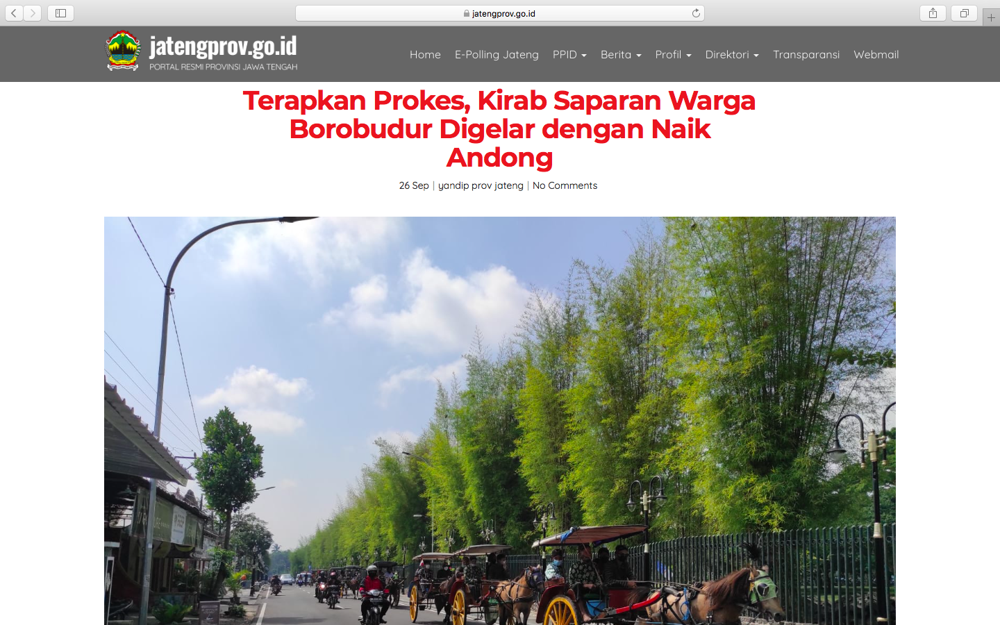 jatengprov.go.id
jatengprov.go.id
PORTAL RESMI PROVINSI JAWA TENGAH
Home E-Polling Jateng PPID Berita Profil Direktori Transparansi Webmail
Terapkan Prokes, Kirab Saparan Warga
Borobudur Digelar dengan Naik
Andong
26 Sep | yandip prov jateng | No Comments